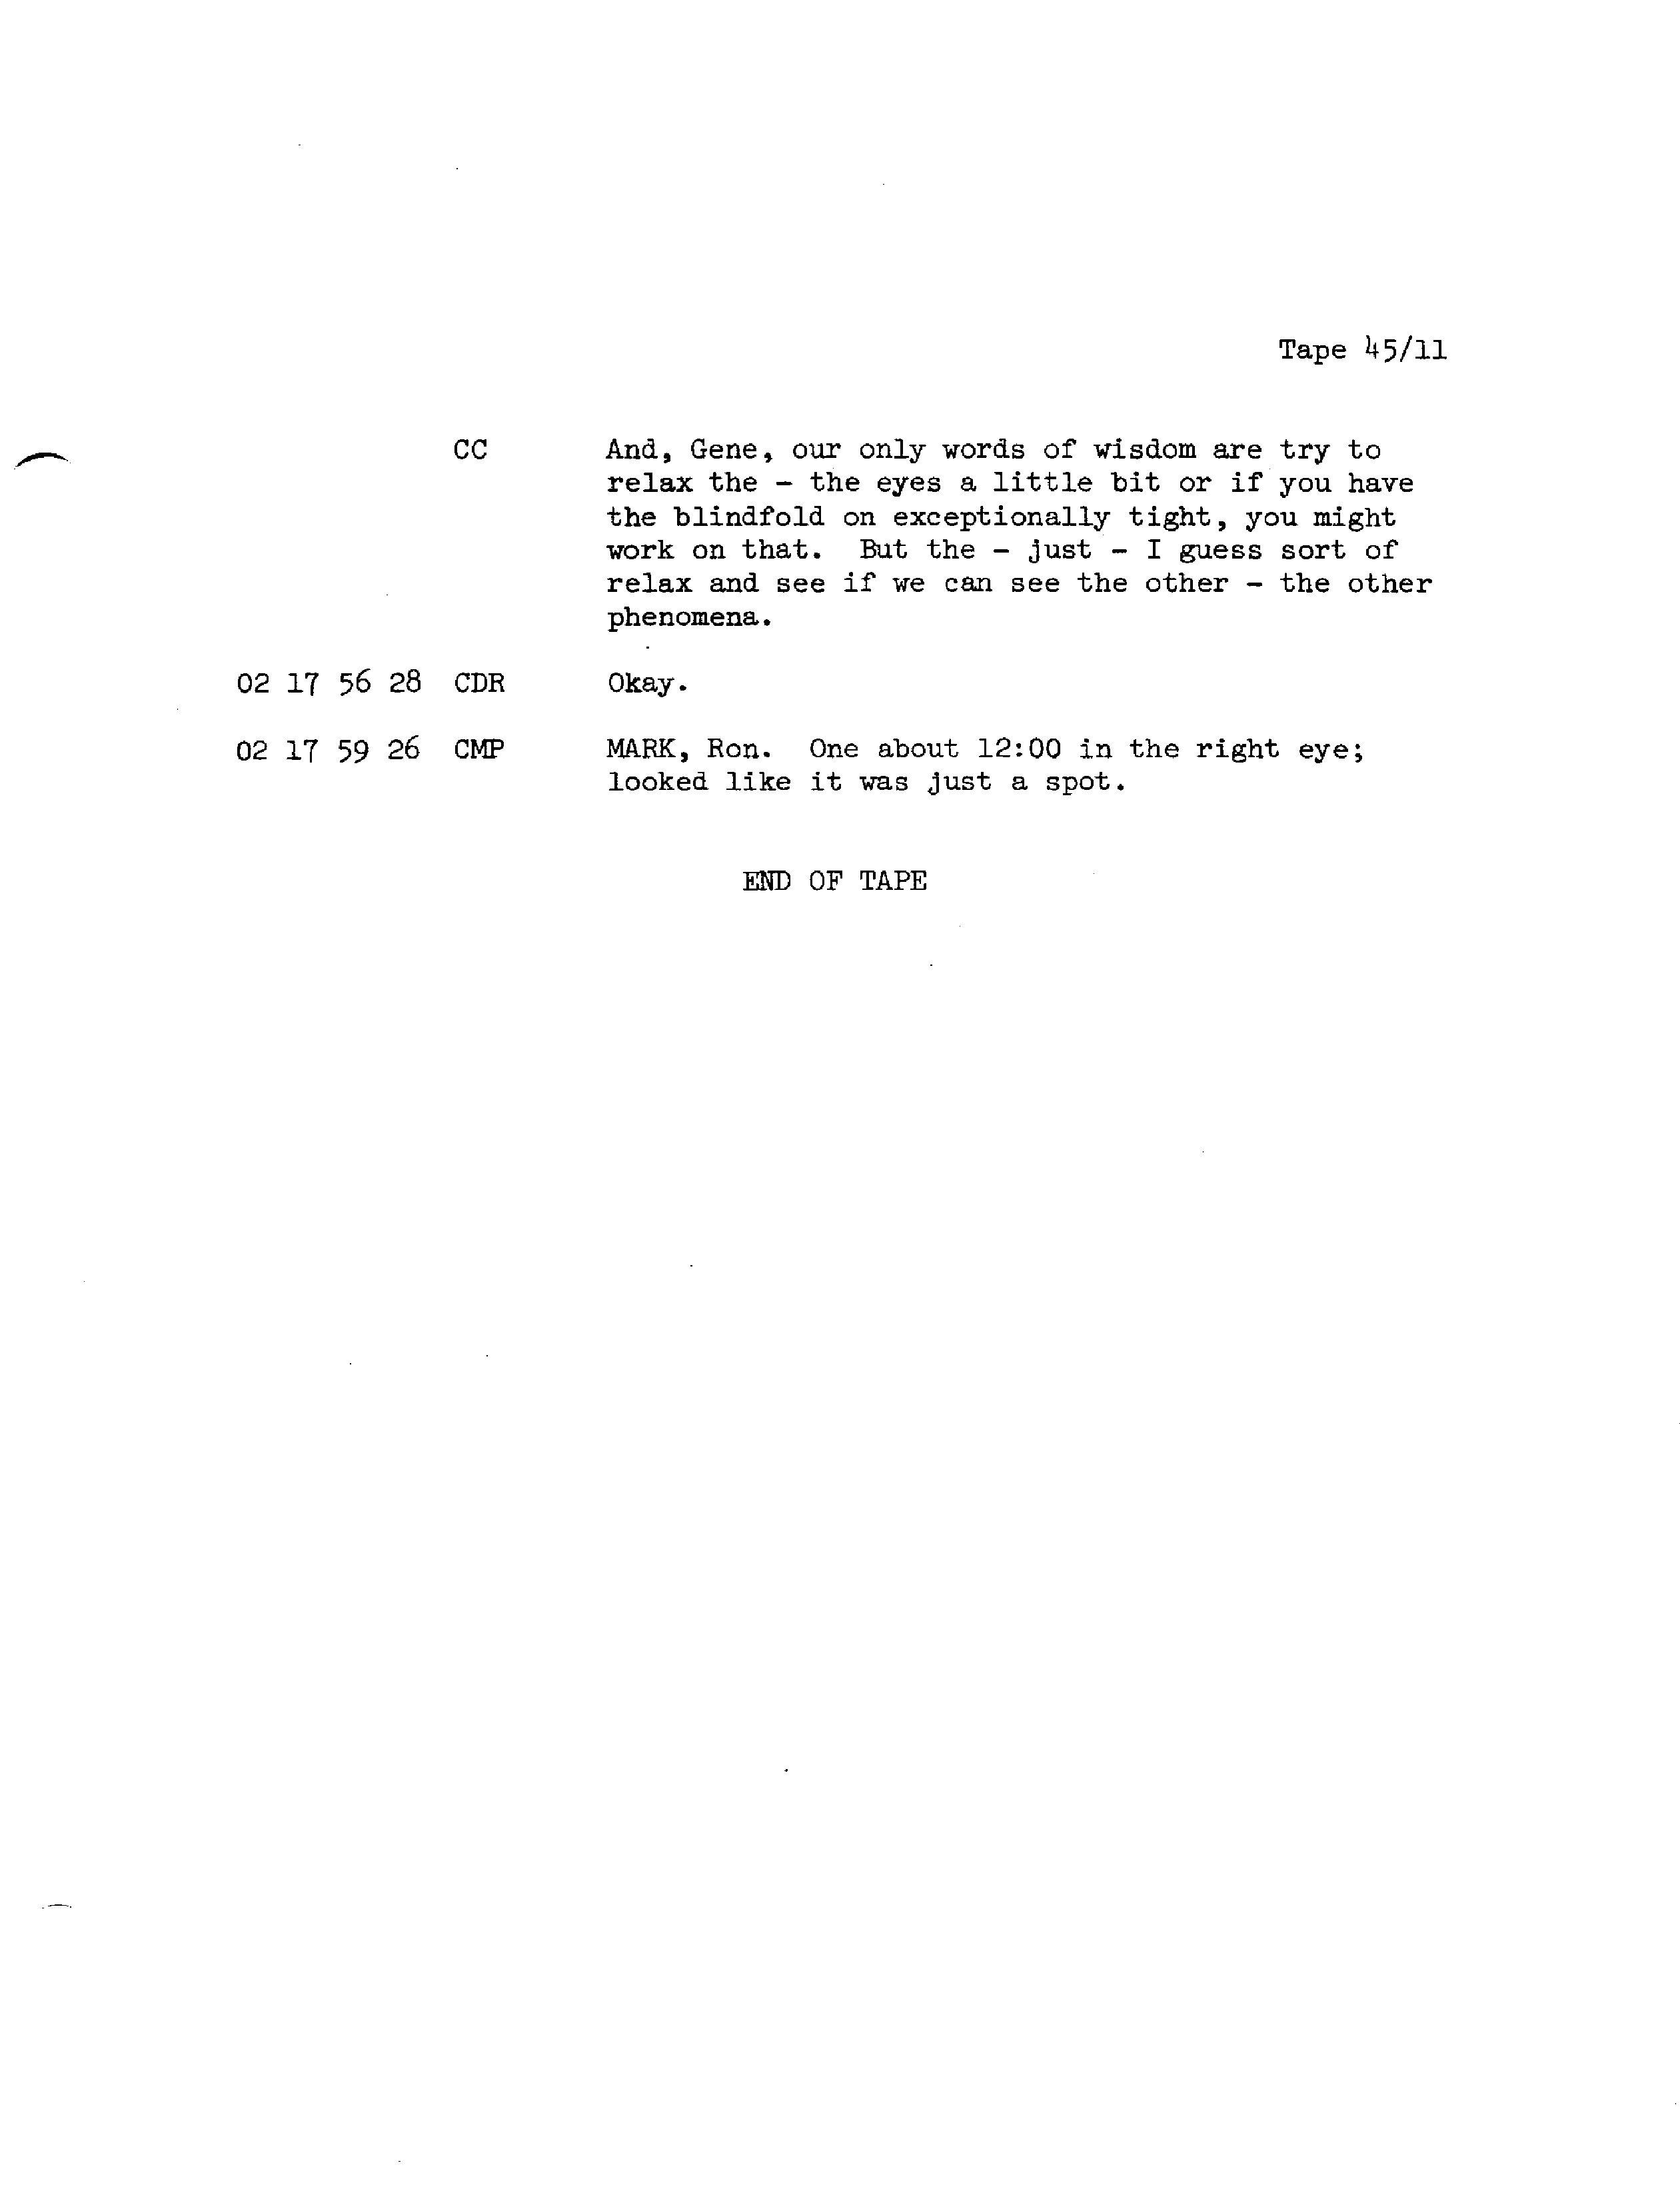 Tape 45/11
CC And, Gene, our only words of wisdom are try to
relax the - the eyes a little bit or if you have
the blindfold on exceptionally tight, you might
work on that. But the - just - I guess sort of
relax and see if we can see the other - the other
phenomena.
02 17 56 28 CDR Okay.
02 17 59 26 CMP MARK, Ron. One about 12:00 in the right eye;
looked like it was just a spot.
END OF TAPE